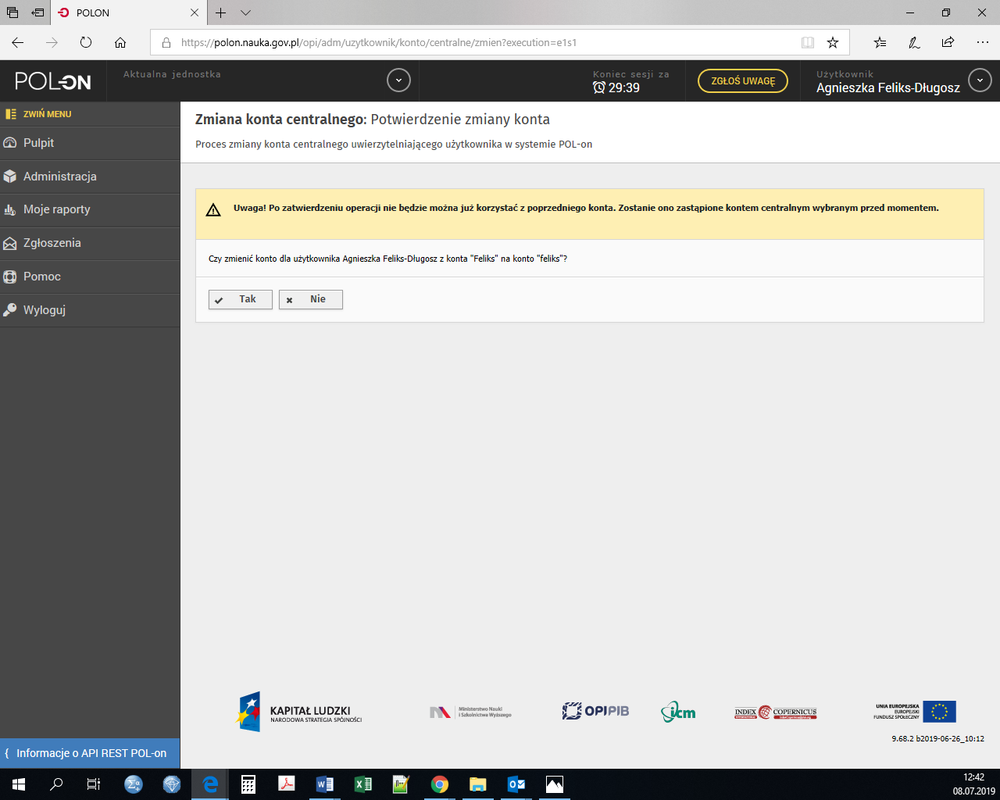 POLON
https://polon.nauka.gov.pl/opi/adm/uzytkownik/konto/centralne/zmien?execution=e1s1
POL-ON
Aktualna jednostka
Koniec sesji za
29:39
ZGŁOŚ UWAGĘ
Użytkownik
Agnieszka Feliks-Długosz
ZWIŃ MENU
Pulpit
Administracja
Moje raporty
Zgłoszenia
Pomoc
Wyloguj
Zmiana konta centralnego: Potwierdzenie zmiany konta
Proces zmiany konta centralnego uwierzytelniającego użytkownika w systemie POL-on
Uwaga! Po zatwierdzeniu operacji nie będzie można już korzystać z poprzedniego konta. Zostanie ono zastąpione kontem centralnym wybranym przed momentem.
Czy zmienić konto dla użytkownika Agnieszka Feliks-Długosz z konta "Feliks" na konto "feliks"?
Tak
Nie
KAPITAŁ LUDZKI
NARODOWA STRATEGIA SPÓJNOŚCI
Ministerstwo Nauki
i Szkolnictwa Wyższego
OPI PIB
icm
INDEX COPERNICUS
UNIA EUROPEJSKA
EUROPEJSKI
FUNDUSZ SPOŁECZNY
9.68.2 b2019-06-26_10:12
{ Informacje o API REST POL-on
12:42
08.07.2019